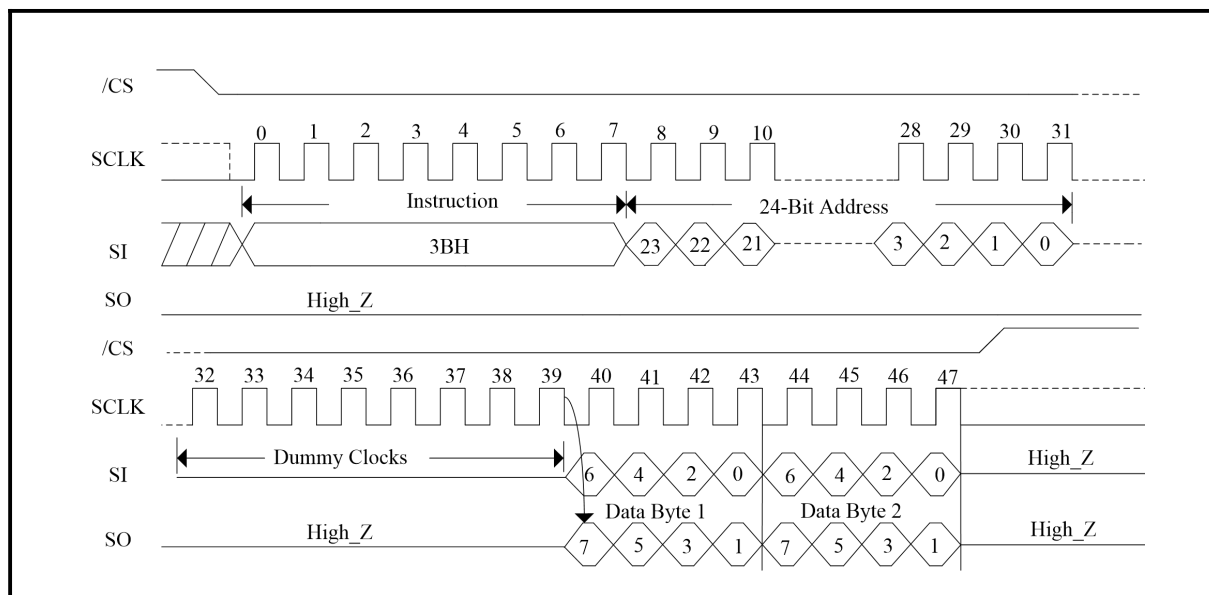 /CS
0 1 2 3 4 5 6 7 8 9 10 28 29 30 31
SCLK
Instruction 24-Bit Address
SI 3BH 23 22 21 3 2 1 0
SO High_Z
/CS
32 33 34 35 36 37 38 39 40 41 42 43 44 45 46 47
SCLK
Dummy Clocks
SI 6 4 2 0 6 4 2 0 High_Z
Data Byte 1 Data Byte 2
SO High_Z 7 5 3 1 7 5 3 1 High_Z